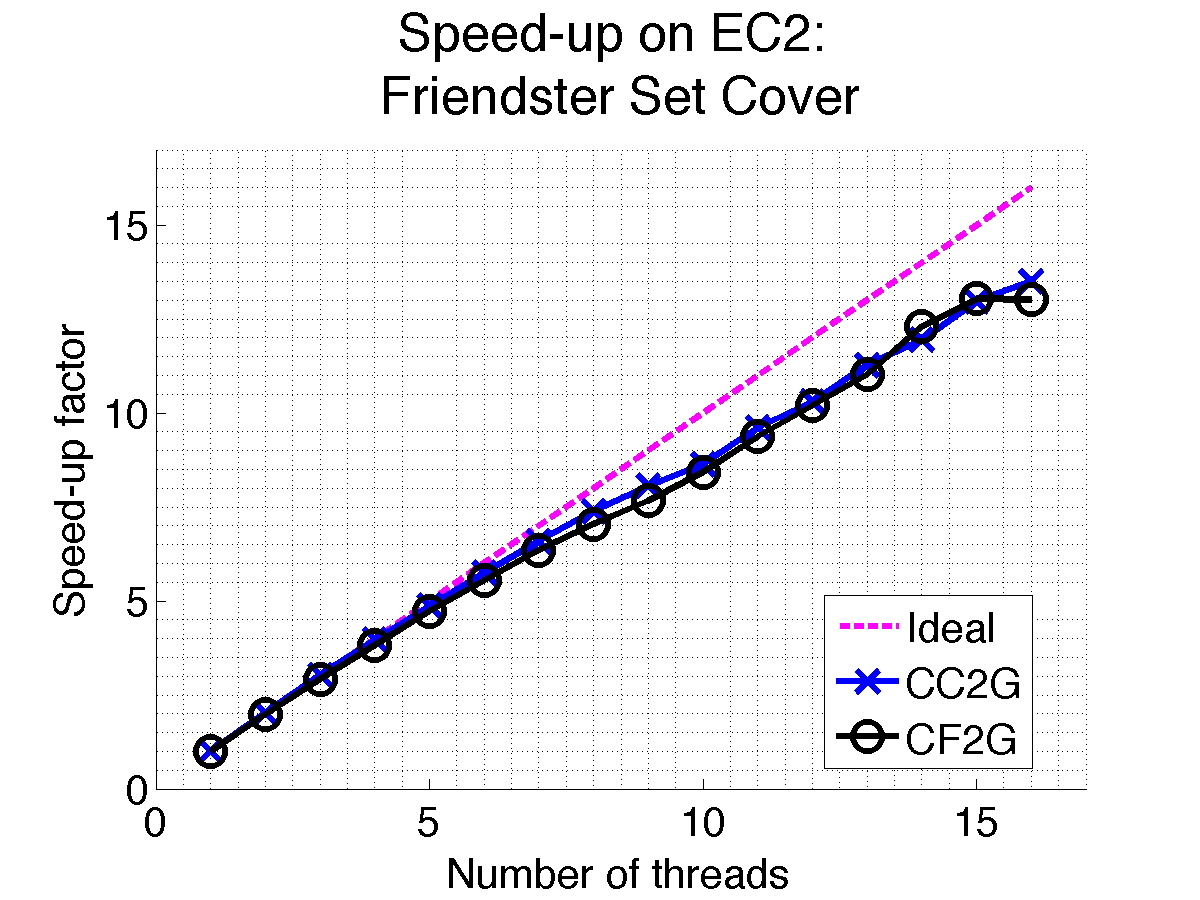 Speed-up on EC2:
Friendster Set Cover
15
10
5
0
Speed-up factor
0 5 10 15
Number of threads
Ideal
CC2G
CF2G